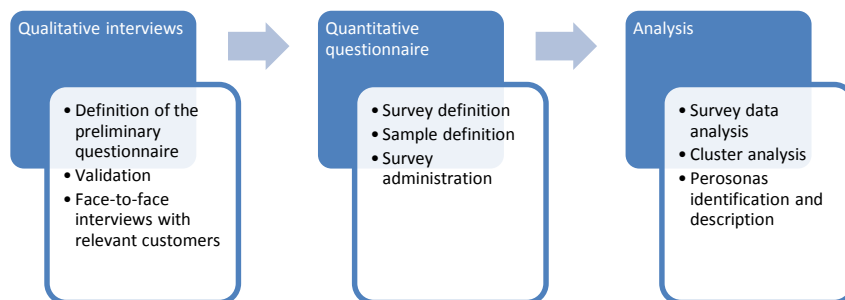 Qualitative interviews
• Definition of the
preliminary
questionnaire
• Validation
• Face-to-face
interviews with
relevant customers
Quantitative
questionnaire
• Survey definition
• Sample definition
• Survey
administration
Analysis
• Survey data
analysis
• Cluster analysis
• Perosonas
identification and
description